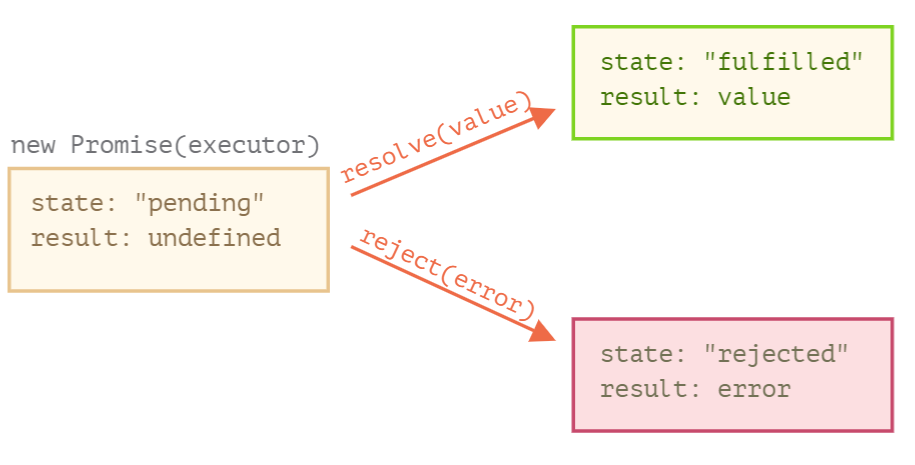 new Promise(executor)
state: "pending"
result: undefined
resolve(value)
reject(error)
state: "fulfilled"
result: value
state: "rejected"
result: error